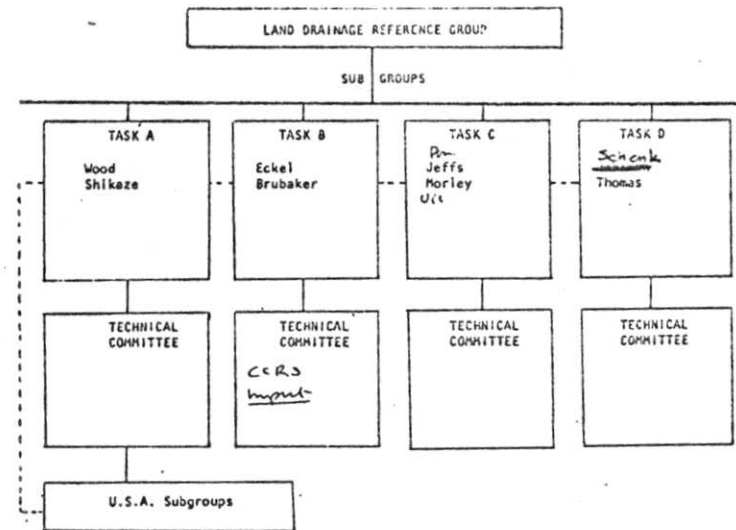 LAND DRAINAGE REFERENCE GROUP
SUB GROUPS
TASK A
Wood
Shikaze
TASK B
Eckel
Brubaker
TASK C
Jeffs
Morley
TASK D
Schenk
Thomas
TECHNICAL
COMMITTEE
TECHNICAL
COMMITTEE
CCRS
Input
TECHNICAL
COMMITTEE
TECHNICAL
COMMITTEE
U.S.A. Subgroups